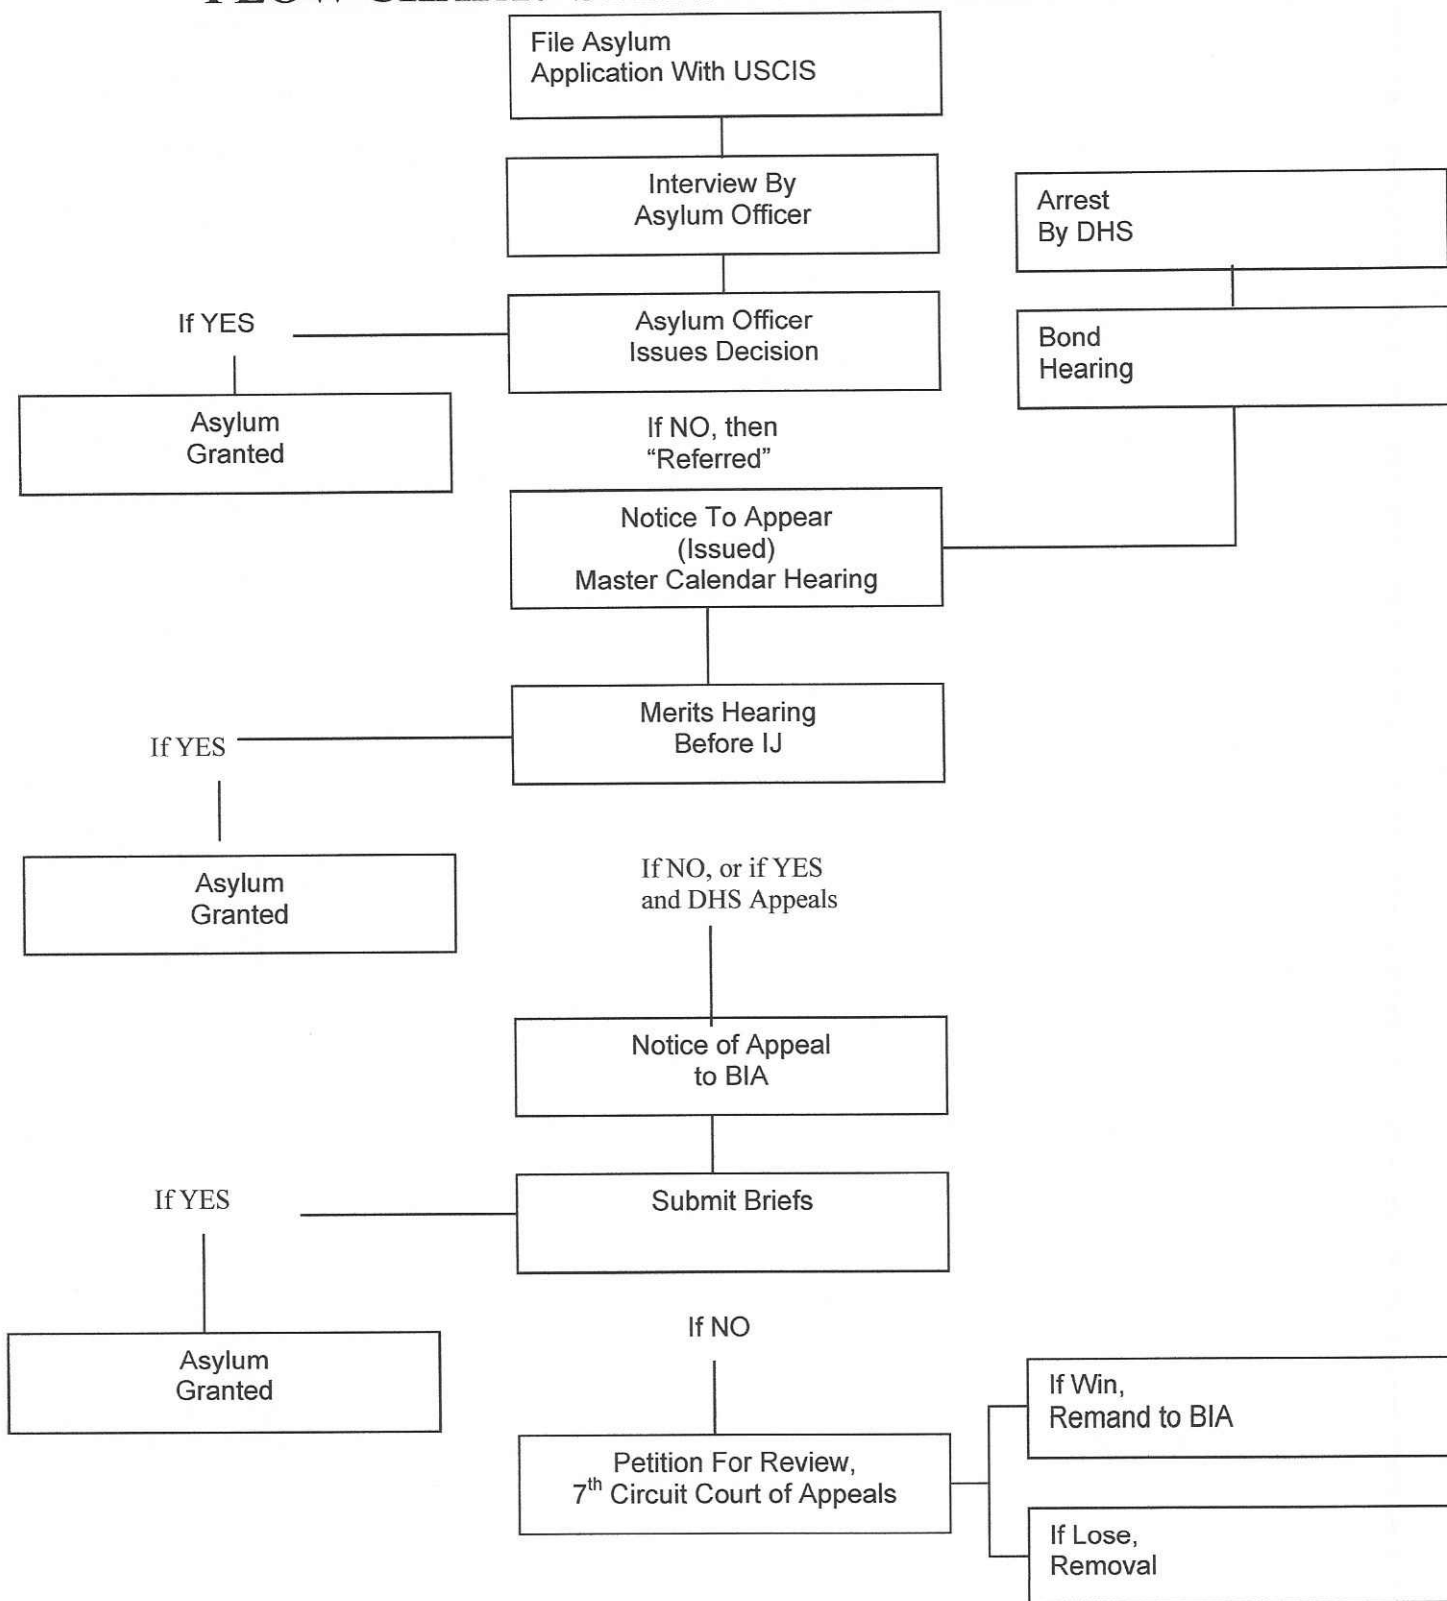 File Asylum
Application With USCIS
Interview By
Asylum Officer
Arrest
By DHS
If YES
Asylum Officer
Issues Decision
Bond
Hearing
Asylum
Granted
If NO, then
“Referred”
Notice To Appear
(Issued)
Master Calendar Hearing
Merits Hearing
Before IJ
If YES
Asylum
Granted
If NO, or if YES
and DHS Appeals
Notice of Appeal
to BIA
If YES
Submit Briefs
Asylum
Granted
If NO
If Win,
Remand to BIA
Petition For Review,
7th Circuit Court of Appeals
If Lose,
Removal